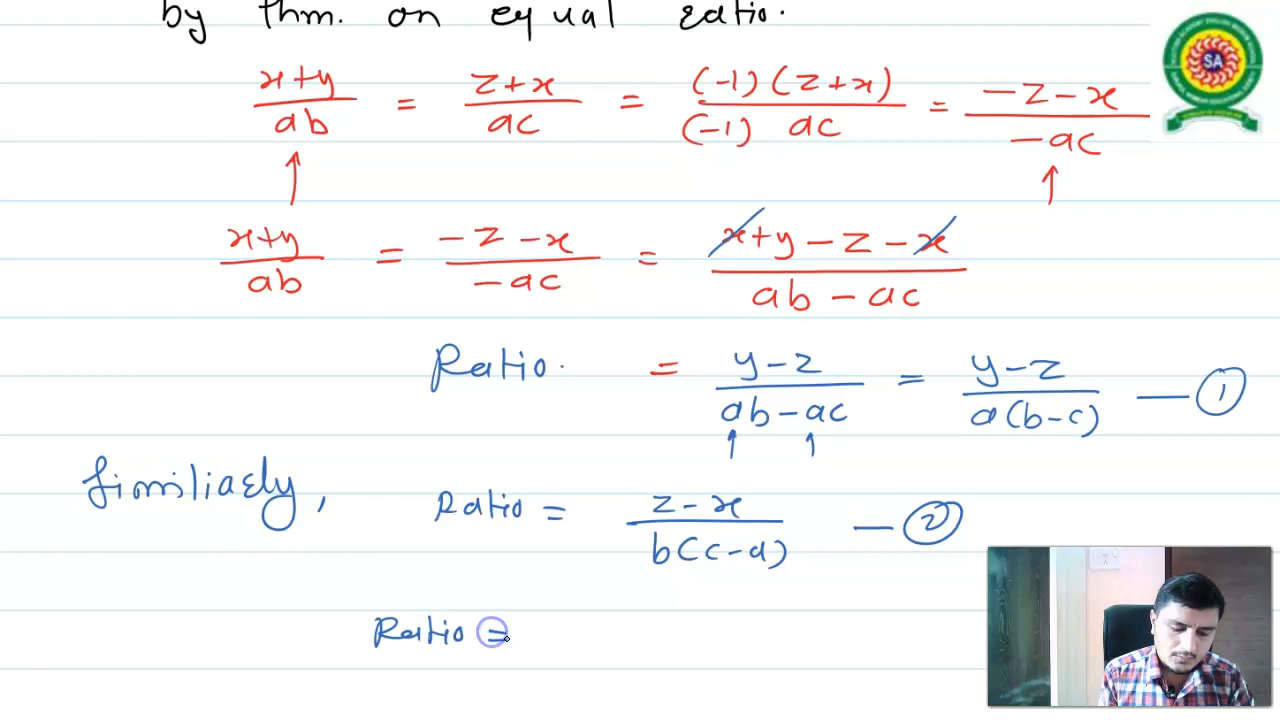 by thm. on equal ratio.
x+y/ab = z+x/ac = (-1)(z+x)/(-1) ac = -z-x/-ac
x+y/ab = -z-x/-ac = x+y-z-x/ab-ac
Ratio. = y-z/ab-ac = y-z/a(b-c) — 1
Similiarly, Ratio = z-x/b(c-a) — 2
Ratio =
SA